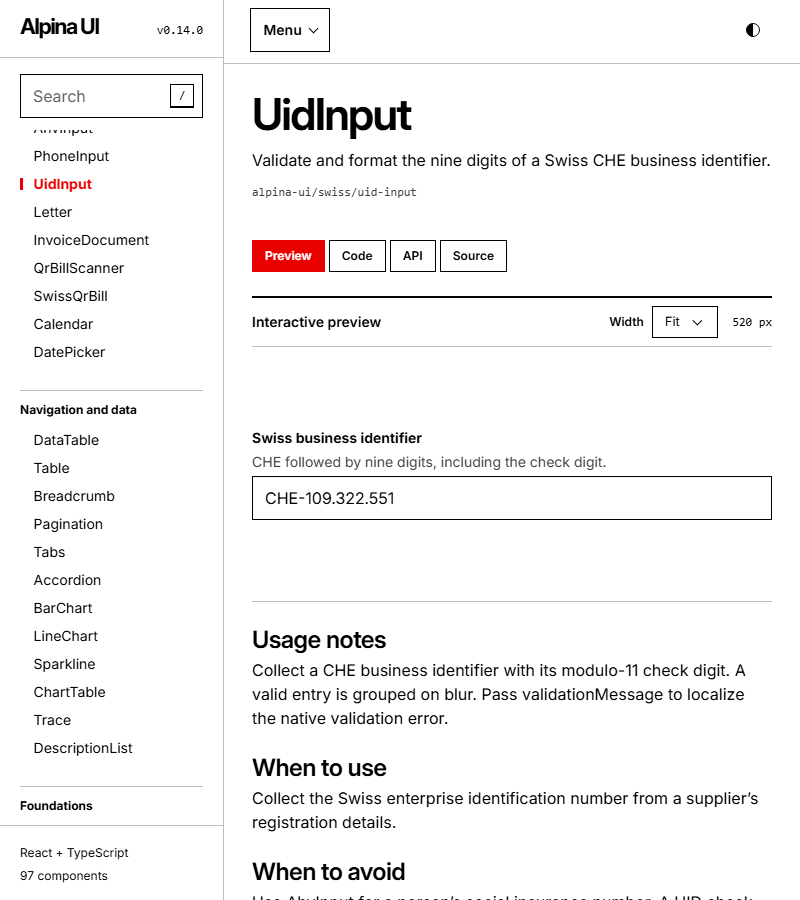 Alpina UI
v0.14.0
Search
/
PhoneInput
UidInput
Letter
InvoiceDocument
QrBillScanner
SwissQrBill
Calendar
DatePicker
Navigation and data
DataTable
Table
Breadcrumb
Pagination
Tabs
Accordion
BarChart
LineChart
Sparkline
ChartTable
Trace
DescriptionList
Foundations
React + TypeScript
97 components
Menu
UidInput
Validate and format the nine digits of a Swiss CHE business identifier.
alpina-ui/swiss/uid-input
Preview
Code
API
Source
Interactive preview
Width
Fit
520 px
Swiss business identifier
CHE followed by nine digits, including the check digit.
CHE-109.322.551
Usage notes
Collect a CHE business identifier with its modulo-11 check digit. A
valid entry is grouped on blur. Pass validationMessage to localize
the native validation error.
When to use
Collect the Swiss enterprise identification number from a supplier’s
registration details.
When to avoid